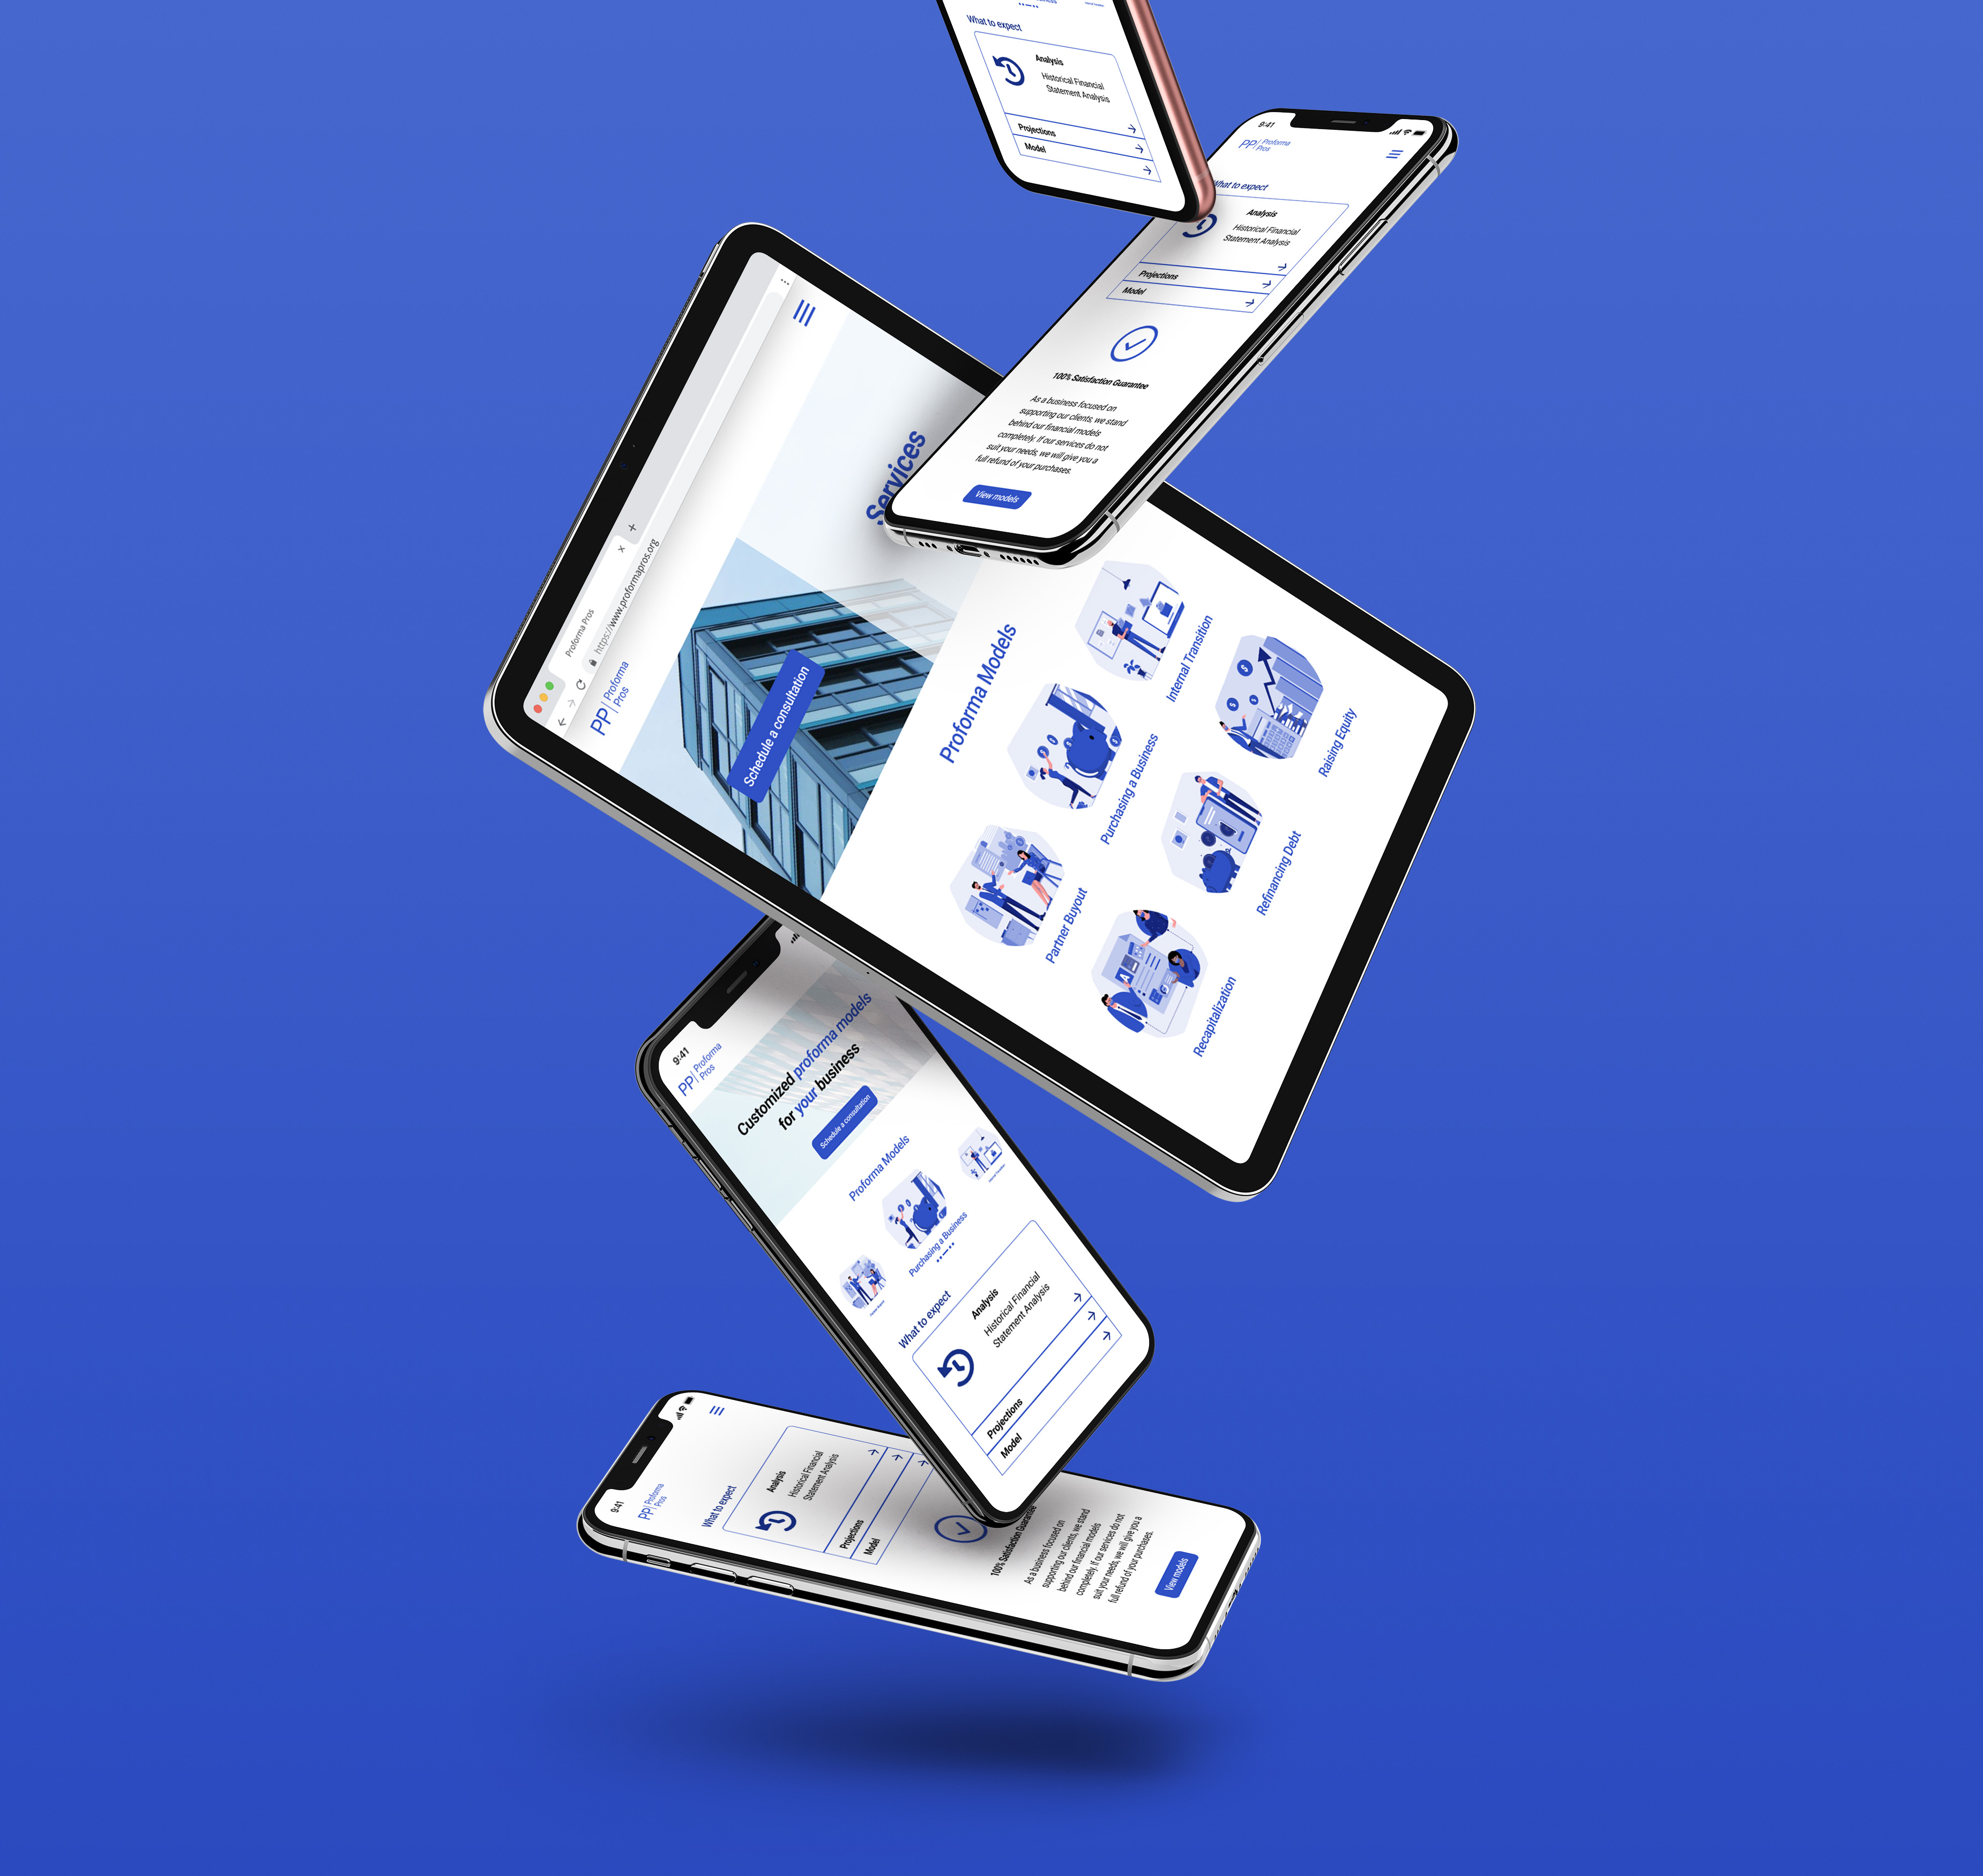 What to expect
Analysis
Historical Financial
Statement Analysis
Projections
Model
9:41
PP | Proforma
Pros
What to expect
Analysis
Historical Financial
Statement Analysis
Projections
Model
100% Satisfaction Guarantee
As a business focused on
supporting our clients, we stand
behind our financial models
completely. If our services do not
suit your needs, we will give you a
full refund of your purchases.
View models
Proforma Pros
https://www.proformapros.org
PP | Proforma
Pros
Services
Schedule a consultation
Proforma Models
Partner Buyout
Purchasing a Business
Internal Transition
Recapitalization
Refinancing Debt
Raising Equity
9:41
PP | Proforma
Pros
Customized proforma models
for your business
Schedule a consultation
Proforma Models
Purchasing a Business
What to expect
Analysis
Historical Financial
Statement Analysis
Projections
Model
9:41
PP | Proforma
Pros
What to expect
Analysis
Historical Financial
Statement Analysis
Projections
Model
100% Satisfaction Guarantee
As a business focused on
supporting our clients, we stand
behind our financial models
completely. If our services do not
suit your needs, we will give you a
full refund of your purchases.
View models